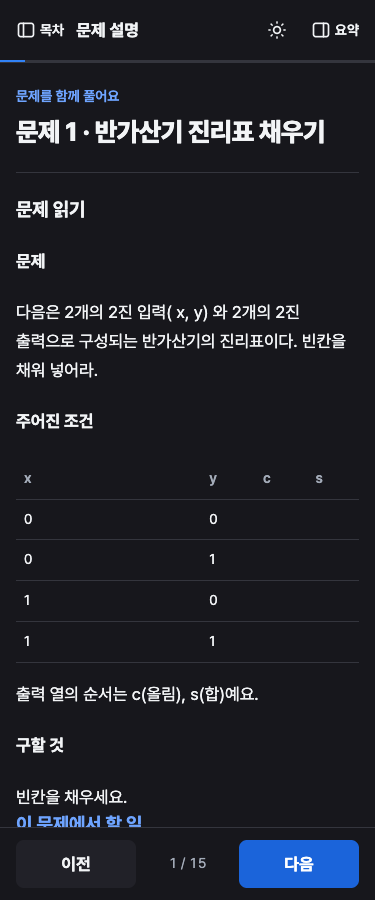 목차 문제 설명 요약
문제를 함께 풀어요
문제 1 · 반가산기 진리표 채우기
문제 읽기
문제
다음은 2개의 2진 입력( x, y) 와 2개의 2진
출력으로 구성되는 반가산기의 진리표이다. 빈칸을
채워 넣어라.
주어진 조건
x y c s
0 0
0 1
1 0
1 1
출력 열의 순서는 c(올림), s(합)예요.
구할 것
빈칸을 채우세요.
이 문제에서 할 일
이전 1 / 15 다음